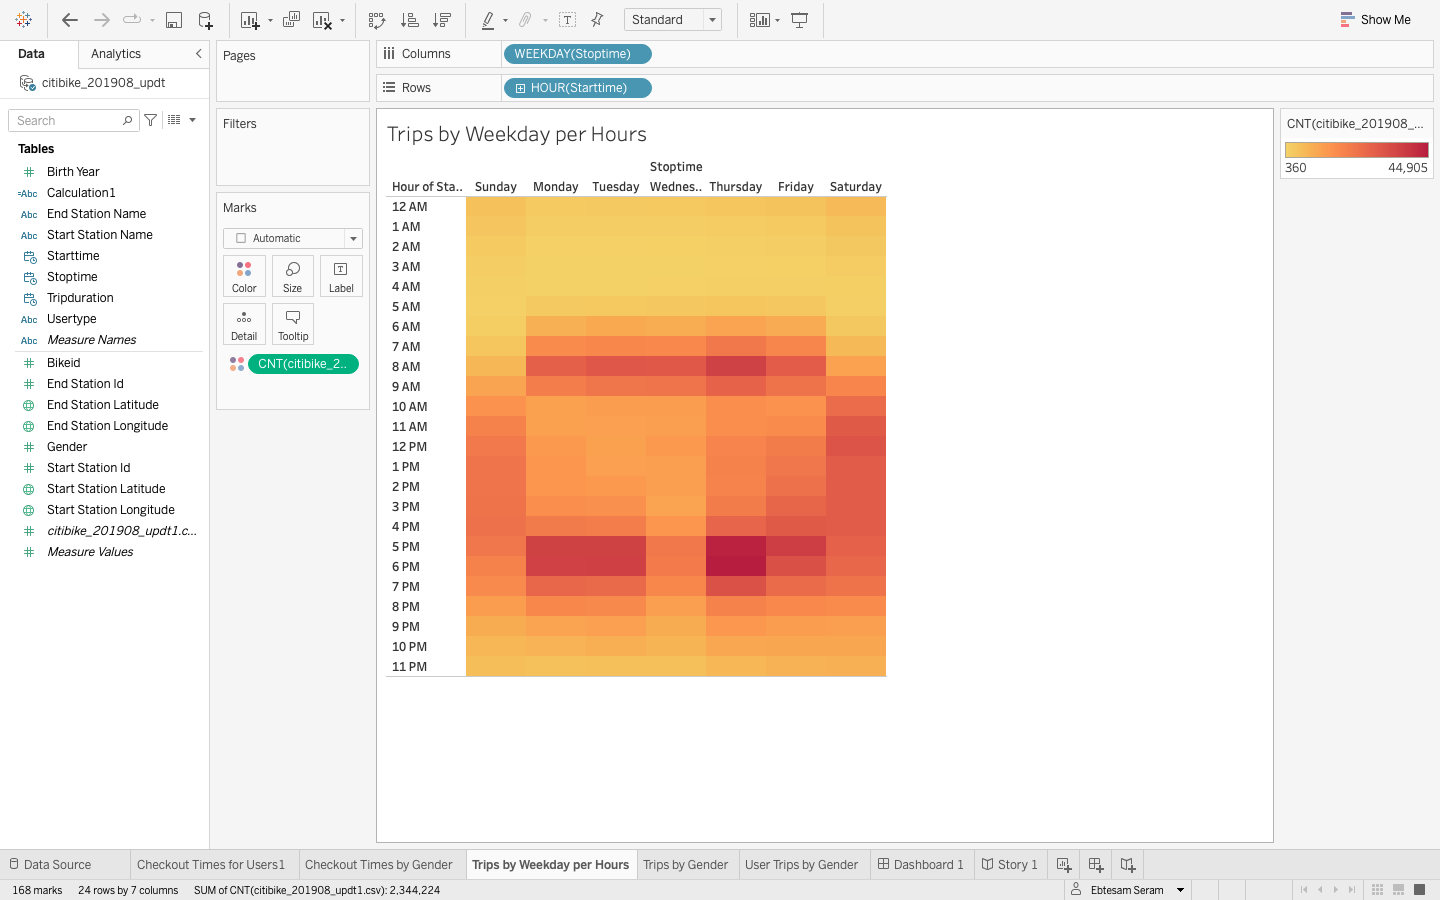 Standard
Show Me
Data
Analytics
citibike_201908_updt
Search
Tables
Birth Year
=Abc Calculation1
Abc End Station Name
Abc Start Station Name
Starttime
Stoptime
Tripduration
Abc Usertype
Abc Measure Names
Bikeid
End Station Id
End Station Latitude
End Station Longitude
Gender
Start Station Id
Start Station Latitude
Start Station Longitude
citibike_201908_updt1.c...
Measure Values
Pages
Filters
Marks
Automatic
Color Size Label
Detail Tooltip
CNT(citibike_2..
Columns WEEKDAY(Stoptime)
Rows HOUR(Starttime)
Trips by Weekday per Hours
Stoptime
Hour of Sta.. Sunday Monday Tuesday Wednes.. Thursday Friday Saturday
12 AM
1 AM
2 AM
3 AM
4 AM
5 AM
6 AM
7 AM
8 AM
9 AM
10 AM
11 AM
12 PM
1 PM
2 PM
3 PM
4 PM
5 PM
6 PM
7 PM
8 PM
9 PM
10 PM
11 PM
CNT(citibike_201908_...
360 44,905
Data Source Checkout Times for Users1 Checkout Times by Gender Trips by Weekday per Hours Trips by Gender User Trips by Gender Dashboard 1 Story 1
168 marks 24 rows by 7 columns SUM of CNT(citibike_201908_updt1.csv): 2,344,224 Ebtesam Seram